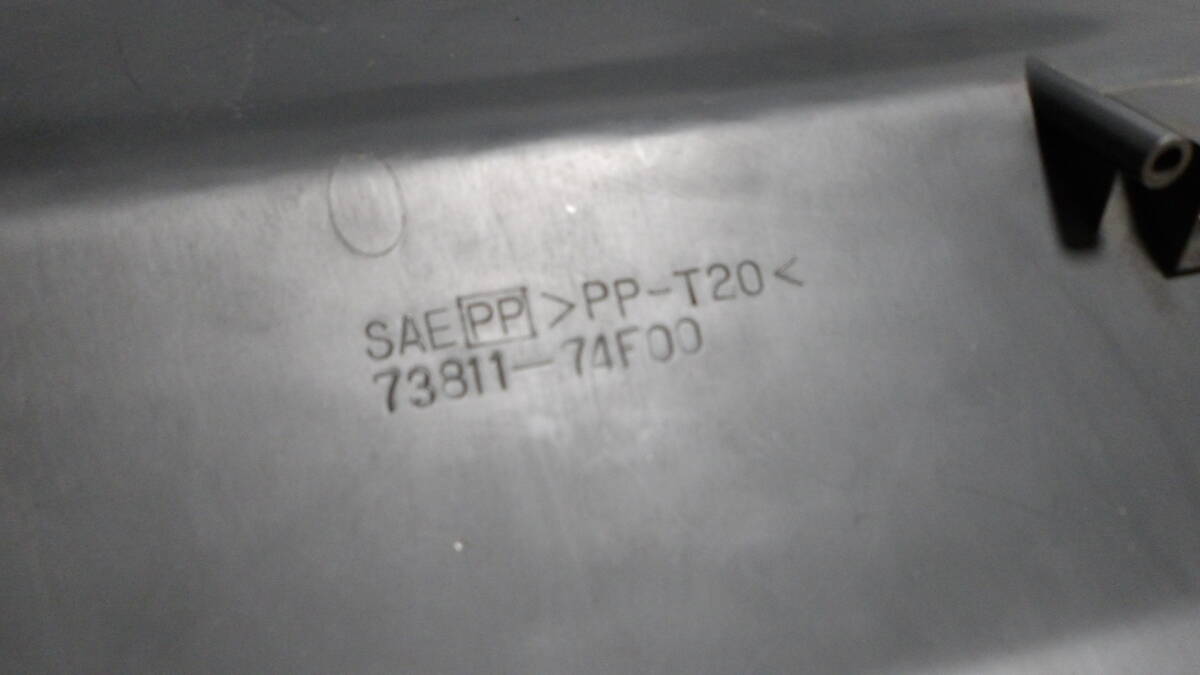 SAE PP >PP-T20<
73811-74F00